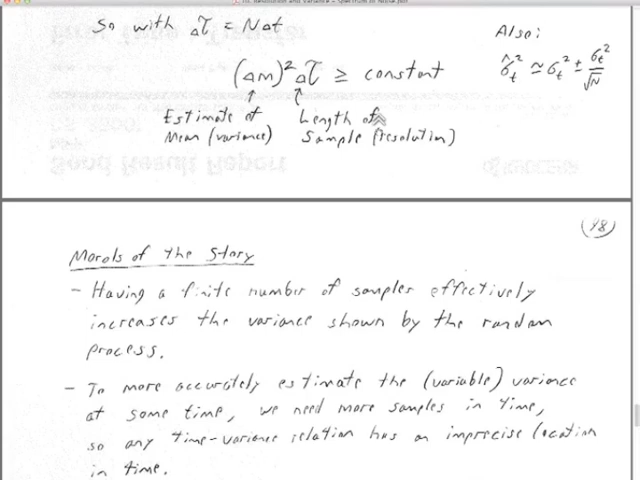 So with Δτ = NΔt
Also:
(Δm)² Δτ ≥ constant
σ̂ₜ² ≃ σₜ² ± σₜ²/√N
Estimate of Length of
Mean (variance) Sample (resolution)
(98)
Morals of the Story
- Having a finite number of samples effectively
increases the variance shown by the random
process.
- To more accurately estimate the (variable) variance
at some time, we need more samples in time,
so any time-variance relation has an imprecise location
in time.